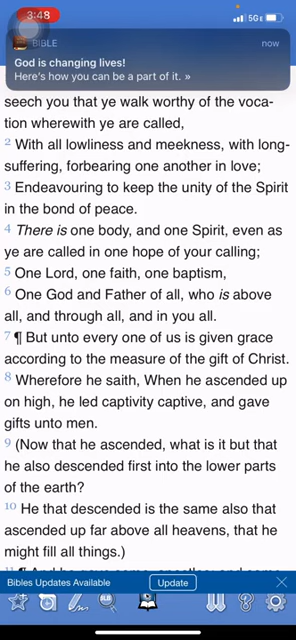 3:48
5GE
BIBLE
now
God is changing lives!
Here's how you can be a part of it. »
seech you that ye walk worthy of the voca-
tion wherewith ye are called,
2 With all lowliness and meekness, with long-
suffering, forbearing one another in love;
3 Endeavouring to keep the unity of the Spirit
in the bond of peace.
4 There is one body, and one Spirit, even as
ye are called in one hope of your calling;
5 One Lord, one faith, one baptism,
6 One God and Father of all, who is above
all, and through all, and in you all.
7 ¶ But unto every one of us is given grace
according to the measure of the gift of Christ.
8 Wherefore he saith, When he ascended up
on high, he led captivity captive, and gave
gifts unto men.
9 (Now that he ascended, what is it but that
he also descended first into the lower parts
of the earth?
10 He that descended is the same also that
ascended up far above all heavens, that he
might fill all things.)
Bibles Updates Available
Update